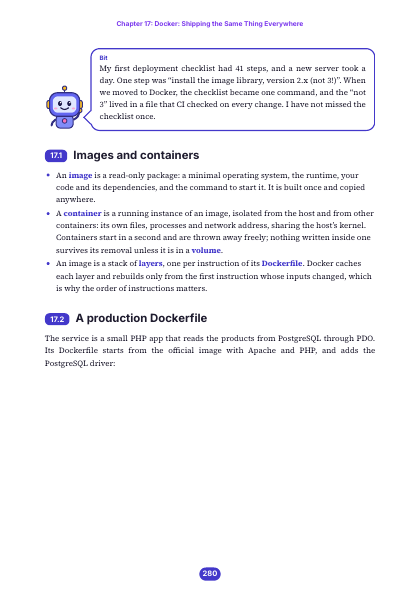 Chapter 17: Docker: Shipping the Same Thing Everywhere
Bit
My first deployment checklist had 41 steps, and a new server took a
day. One step was “install the image library, version 2.x (not 3!)”. When
we moved to Docker, the checklist became one command, and the “not
3” lived in a file that CI checked on every change. I have not missed the
checklist once.
17.1 Images and containers
• An image is a read-only package: a minimal operating system, the runtime, your
code and its dependencies, and the command to start it. It is built once and copied
anywhere.
• A container is a running instance of an image, isolated from the host and from other
containers: its own files, processes and network address, sharing the host’s kernel.
Containers start in a second and are thrown away freely; nothing written inside one
survives its removal unless it is in a volume.
• An image is a stack of layers, one per instruction of its Dockerfile. Docker caches
each layer and rebuilds only from the first instruction whose inputs changed, which
is why the order of instructions matters.
17.2 A production Dockerfile
The service is a small PHP app that reads the products from PostgreSQL through PDO.
Its Dockerfile starts from the official image with Apache and PHP, and adds the
PostgreSQL driver:
280